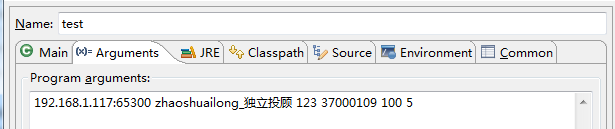 Name: test
Main (x)= Arguments JRE Classpath Source Environment Common
Program arguments:
192.168.1.117:65300 zhaoshuailong_独立投顾 123 37000109 100 5